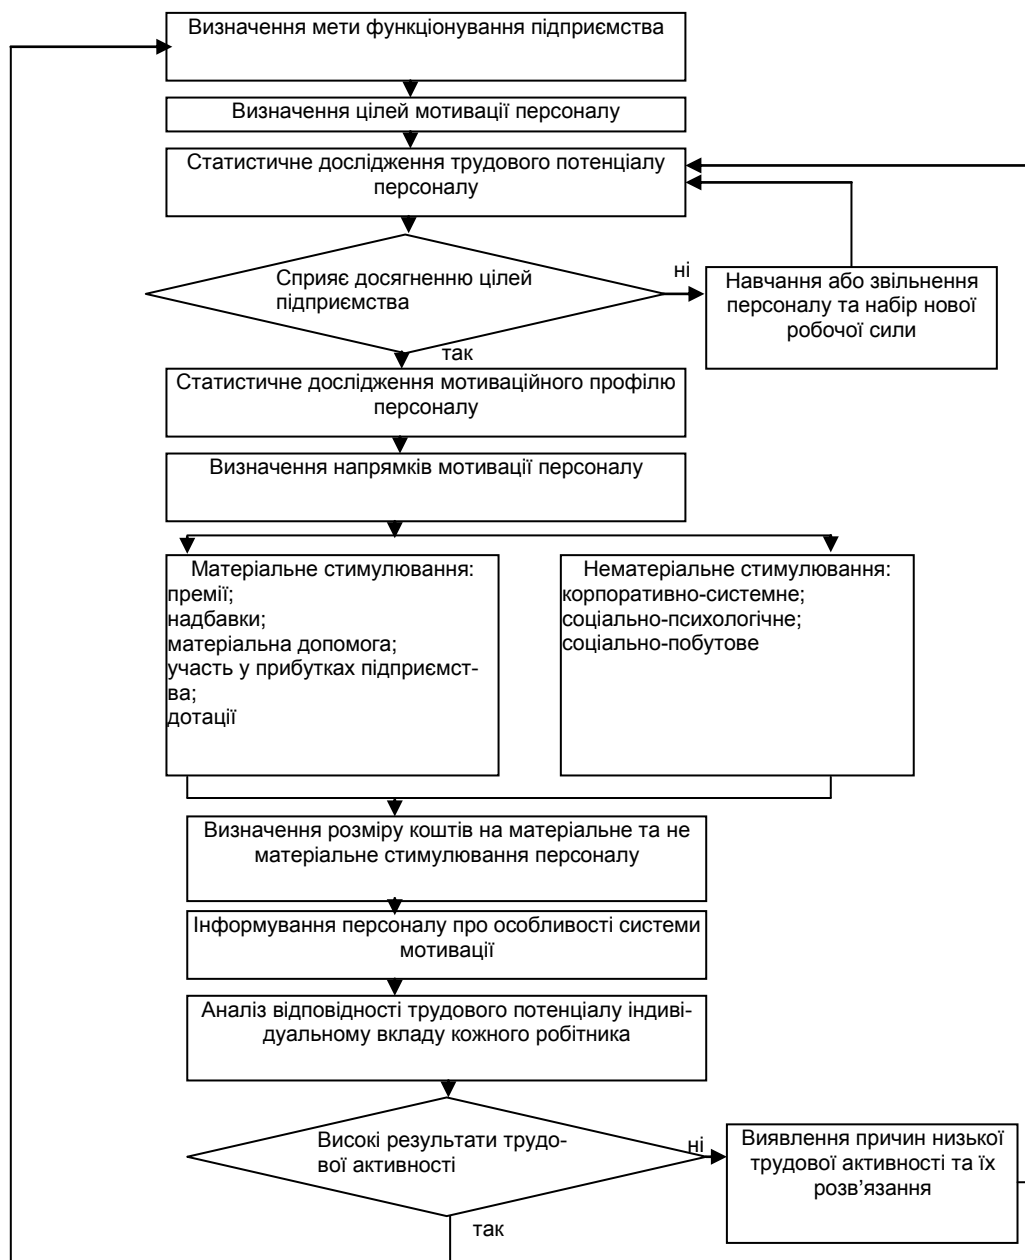 Визначення мети функціонування підприємства
Визначення цілей мотивації персоналу
Статистичне дослідження трудового потенціалу
персоналу
Сприяє досягненню цілей
підприємства
ні
Навчання або звільнення
персоналу та набір нової
робочої сили
так
Статистичне дослідження мотиваційного профілю
персоналу
Визначення напрямків мотивації персоналу
Матеріальне стимулювання:
премії;
надбавки;
матеріальна допомога;
участь у прибутках підприємст-
ва;
дотації
Нематеріальне стимулювання:
корпоративно-системне;
соціально-психологічне;
соціально-побутове
Визначення розміру коштів на матеріальне та не
матеріальне стимулювання персоналу
Інформування персоналу про особливості системи
мотивації
Аналіз відповідності трудового потенціалу індиві-
дуальному вкладу кожного робітника
Високі результати трудо-
вої активності
ні
Виявлення причин низької
трудової активності та їх
розв’язання
так